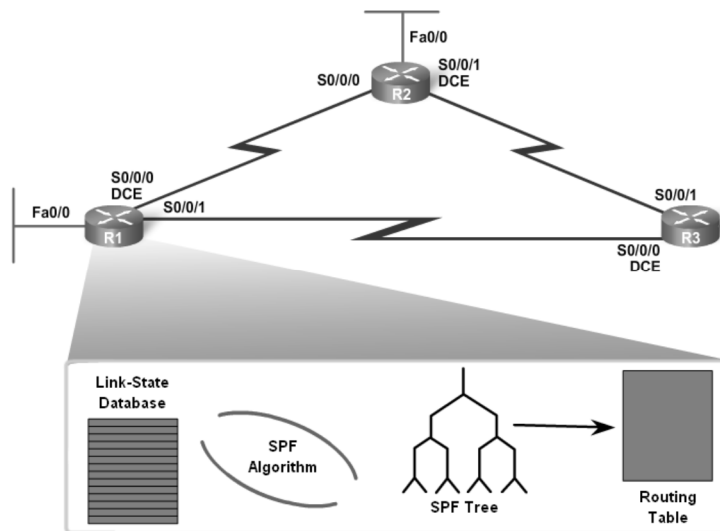 Fa0/0
S0/0/0
S0/0/1
DCE
R2
S0/0/0
DCE
S0/0/1
Fa0/0
R1
S0/0/1
R3
S0/0/0
DCE
Link-State
Database
SPF
Algorithm
SPF Tree
Routing
Table